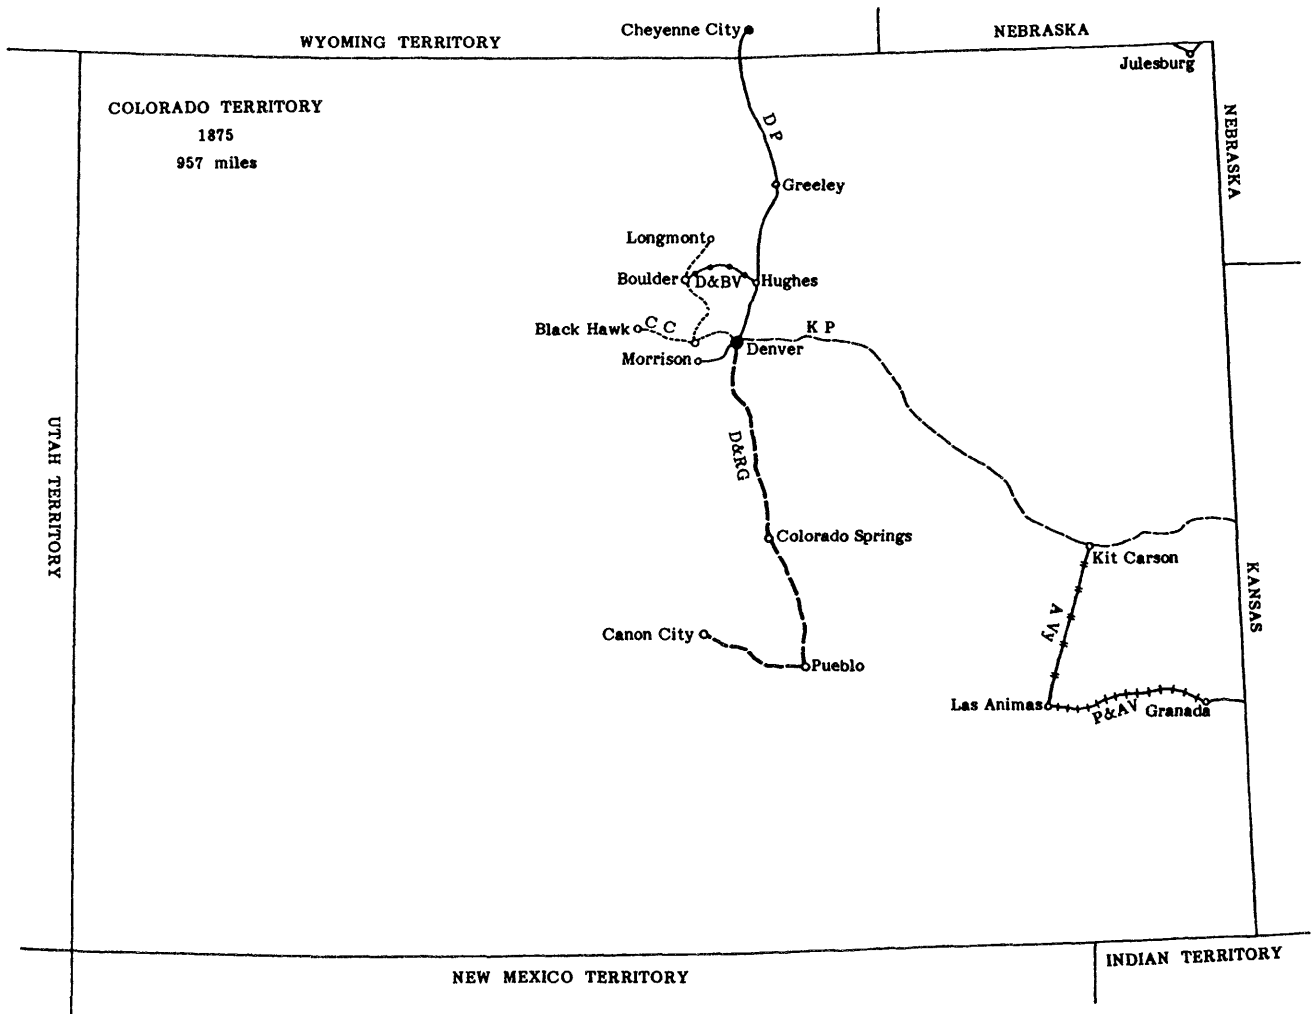 Cheyenne City
NEBRASKA
WYOMING TERRITORY
Julesburg
COLORADO TERRITORY
1875
957 miles
D P
NEBRASKA
Greeley
Longmont
Boulder
D&BV
Hughes
Black Hawk
C C
K P
Morrison
Denver
UTAH TERRITORY
D&RG
Colorado Springs
Kit Carson
KANSAS
A Vy
Canon City
Pueblo
Las Animas
P&AV
Granada
INDIAN TERRITORY
NEW MEXICO TERRITORY